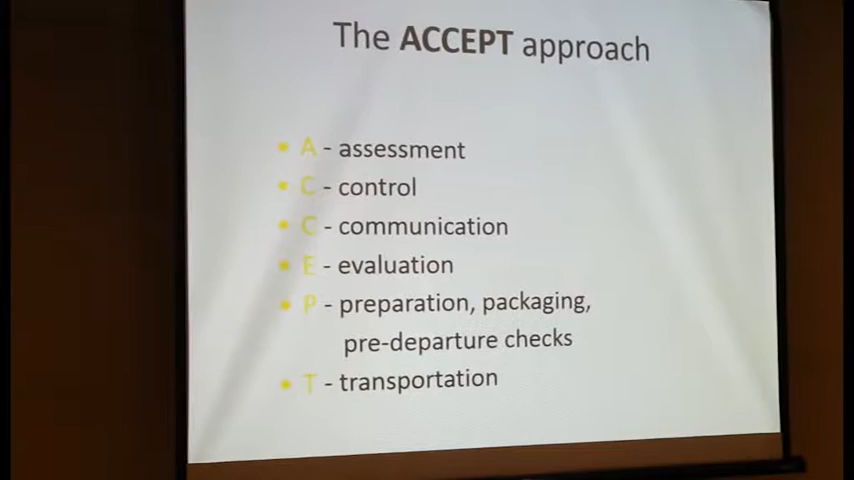 The ACCEPT approach
• A - assessment
• C - control
• C - communication
• E - evaluation
• P - preparation, packaging,
pre-departure checks
• T - transportation